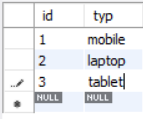 id typ
1 mobile
2 laptop
3 tablet
NULL NULL